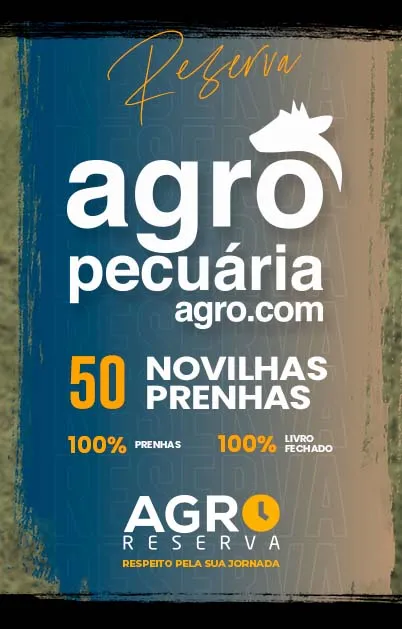 Reserva
agro
pecuária
agro.com
50 NOVILHAS
PRENHAS
100% PRENHAS
100% LIVRO
FECHADO
AGRO
RESERVA
RESPEITO PELA SUA JORNADA